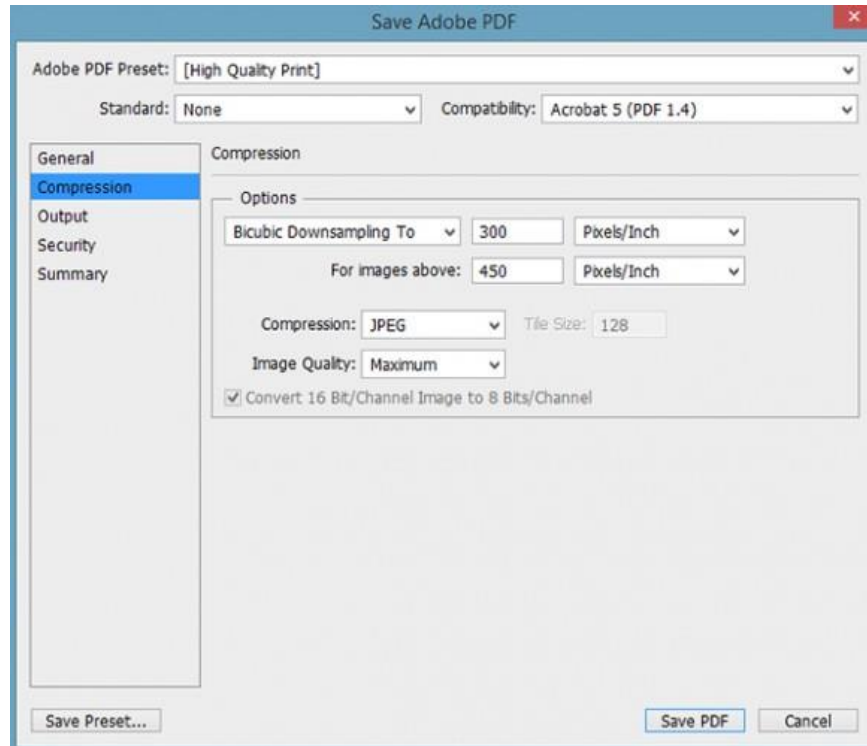 Save Adobe PDF
Adobe PDF Preset: [High Quality Print]
Standard: None Compatibility: Acrobat 5 (PDF 1.4)
General
Compression
Output
Security
Summary
Compression
Options
Bicubic Downsampling To 300 Pixels/Inch
For images above: 450 Pixels/Inch
Compression: JPEG Tile Size: 128
Image Quality: Maximum
Convert 16 Bit/Channel Image to 8 Bits/Channel
Save Preset... Save PDF Cancel